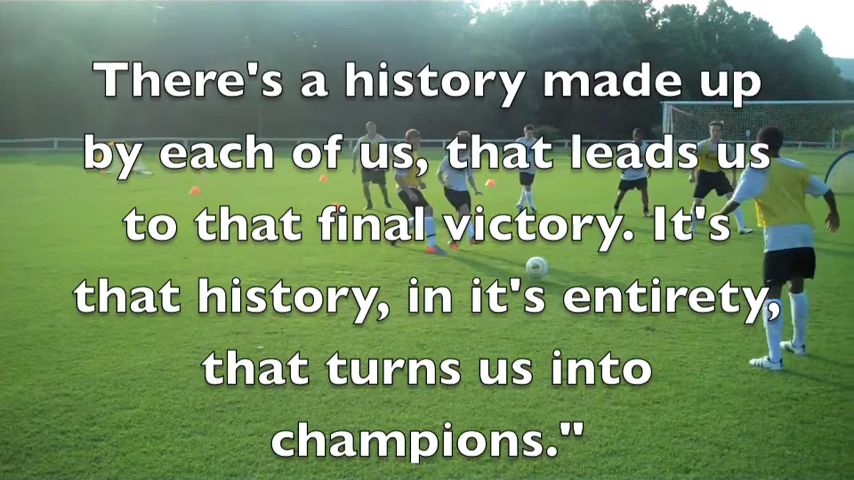 There's a history made up
by each of us, that leads us
to that final victory. It's
that history, in it's entirety,
that turns us into
champions."